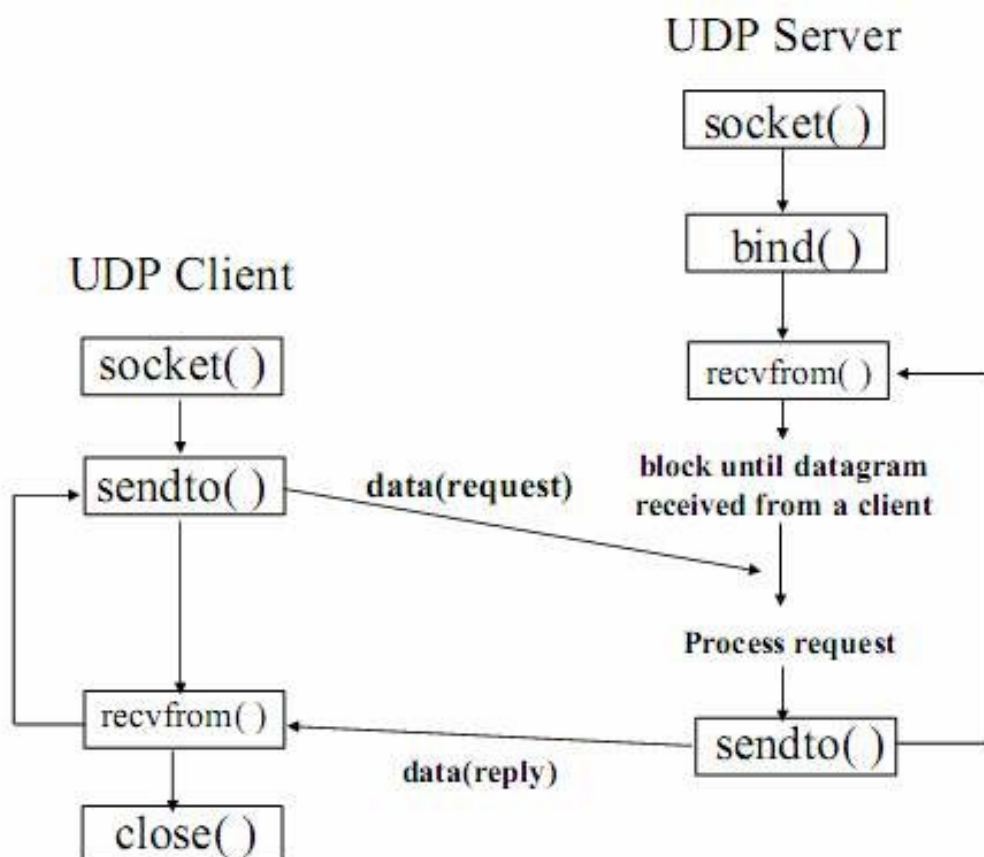 UDP Server
socket( )
bind( )
UDP Client
socket( )
recvfrom( )
sendto( )
data(request)
block until datagram
received from a client
Process request
recvfrom( )
sendto( )
data(reply)
close( )